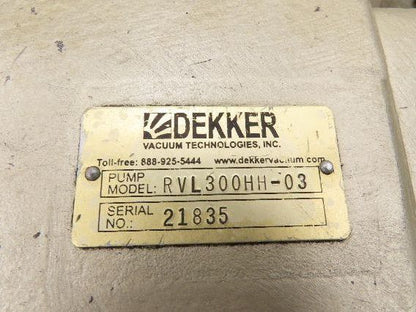 DEKKER
VACUUM TECHNOLOGIES, INC.
Toll-free: 888-925-5444 www.dekkervacuum.com
PUMP
MODEL: RVL300HH-03
SERIAL
NO.: 21835